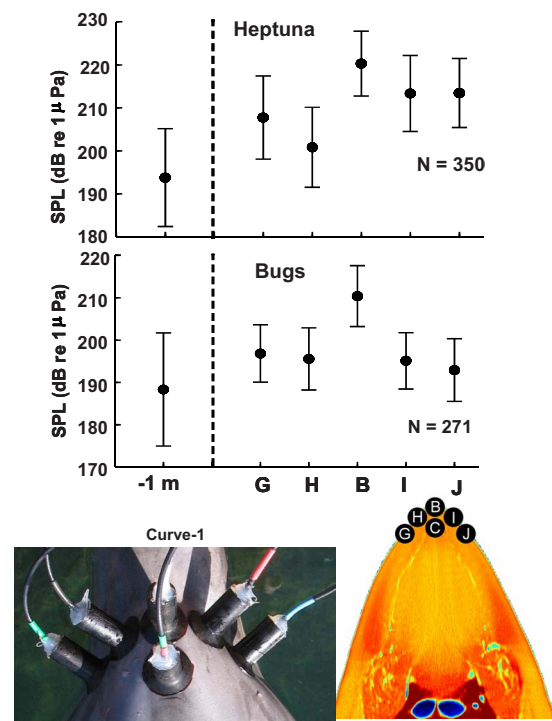 Heptuna
SPL (dB re 1 μ Pa)
230
220
210
200
190
180
N = 350
Bugs
SPL (dB re 1 μ Pa)
220
210
200
190
180
170
N = 271
-1 m G H B I J
Curve-1
B
H I
C
G J